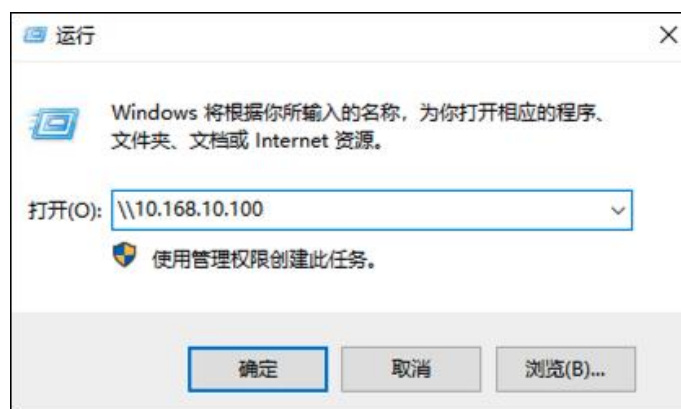 运行
Windows 将根据你所输入的名称，为你打开相应的程序、
文件夹、文档或 Internet 资源。
打开(O): \\10.168.10.100
使用管理权限创建此任务。
确定 取消 浏览(B)...